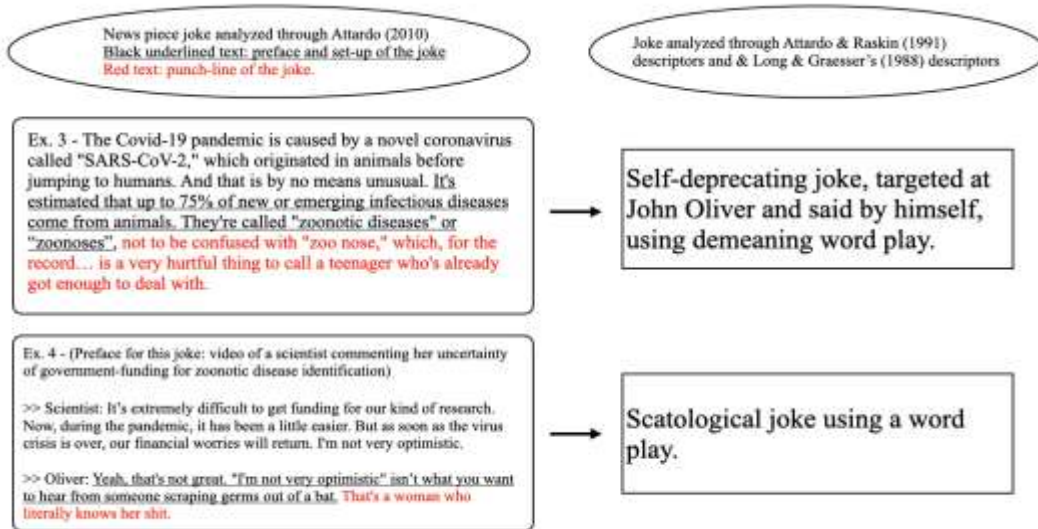 News piece joke analyzed through Attardo (2010)
Black underlined text: preface and set-up of the joke
Red text: punch-line of the joke.
Joke analyzed through Attardo & Raskin (1991)
descriptors and & Long & Graesser's (1988) descriptors
Ex. 3 - The Covid-19 pandemic is caused by a novel coronavirus
called "SARS-CoV-2," which originated in animals before
jumping to humans. And that is by no means unusual. It's
estimated that up to 75% of new or emerging infectious diseases
come from animals. They're called "zoonotic diseases" or
"zoonoses", not to be confused with "zoo nose," which, for the
record… is a very hurtful thing to call a teenager who's already
got enough to deal with.
Self-deprecating joke, targeted at
John Oliver and said by himself,
using demeaning word play.
Ex. 4 - (Preface for this joke: video of a scientist commenting her uncertainty
of government-funding for zoonotic disease identification)
>> Scientist: It's extremely difficult to get funding for our kind of research.
Now, during the pandemic, it has been a little easier. But as soon as the virus
crisis is over, our financial worries will return. I'm not very optimistic.
>> Oliver: Yeah, that's not great. "I'm not very optimistic" isn't what you want
to hear from someone scraping germs out of a bat. That's a woman who
literally knows her shit.
Scatological joke using a word
play.